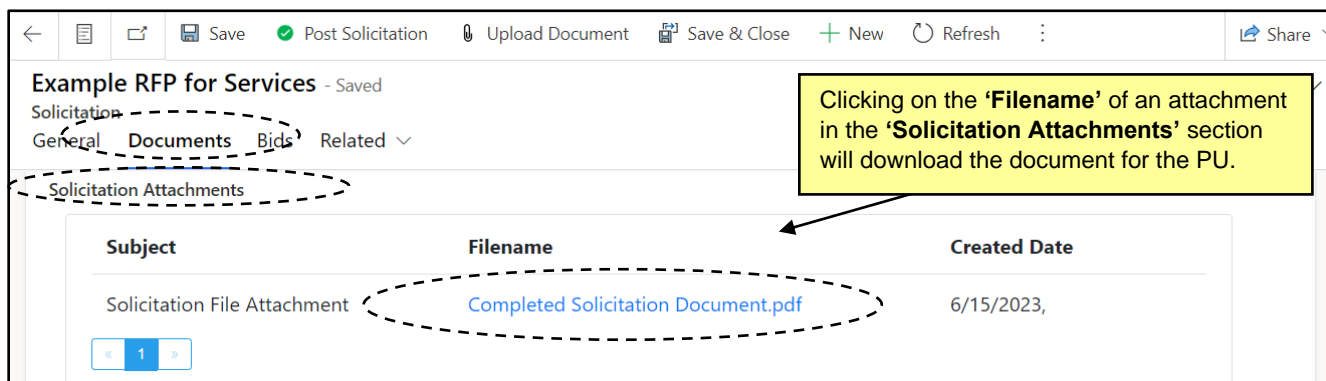 Save Post Solicitation Upload Document Save & Close New Refresh Share
Example RFP for Services - Saved
Solicitation
General Documents Bids Related
Clicking on the ‘Filename’ of an attachment
in the ‘Solicitation Attachments’ section
will download the document for the PU.
Solicitation Attachments
Subject Filename Created Date
Solicitation File Attachment Completed Solicitation Document.pdf 6/15/2023,
« 1 »